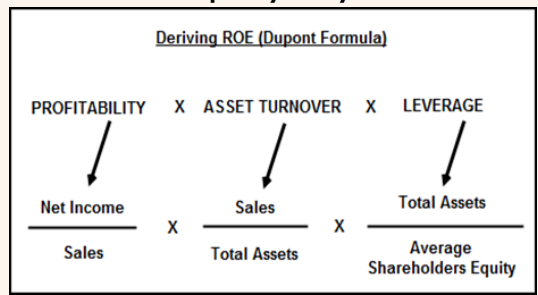 Deriving ROE (Dupont Formula)
PROFITABILITY X ASSET TURNOVER X LEVERAGE
Net Income X Sales X Total Assets
Sales Total Assets Average
Shareholders Equity